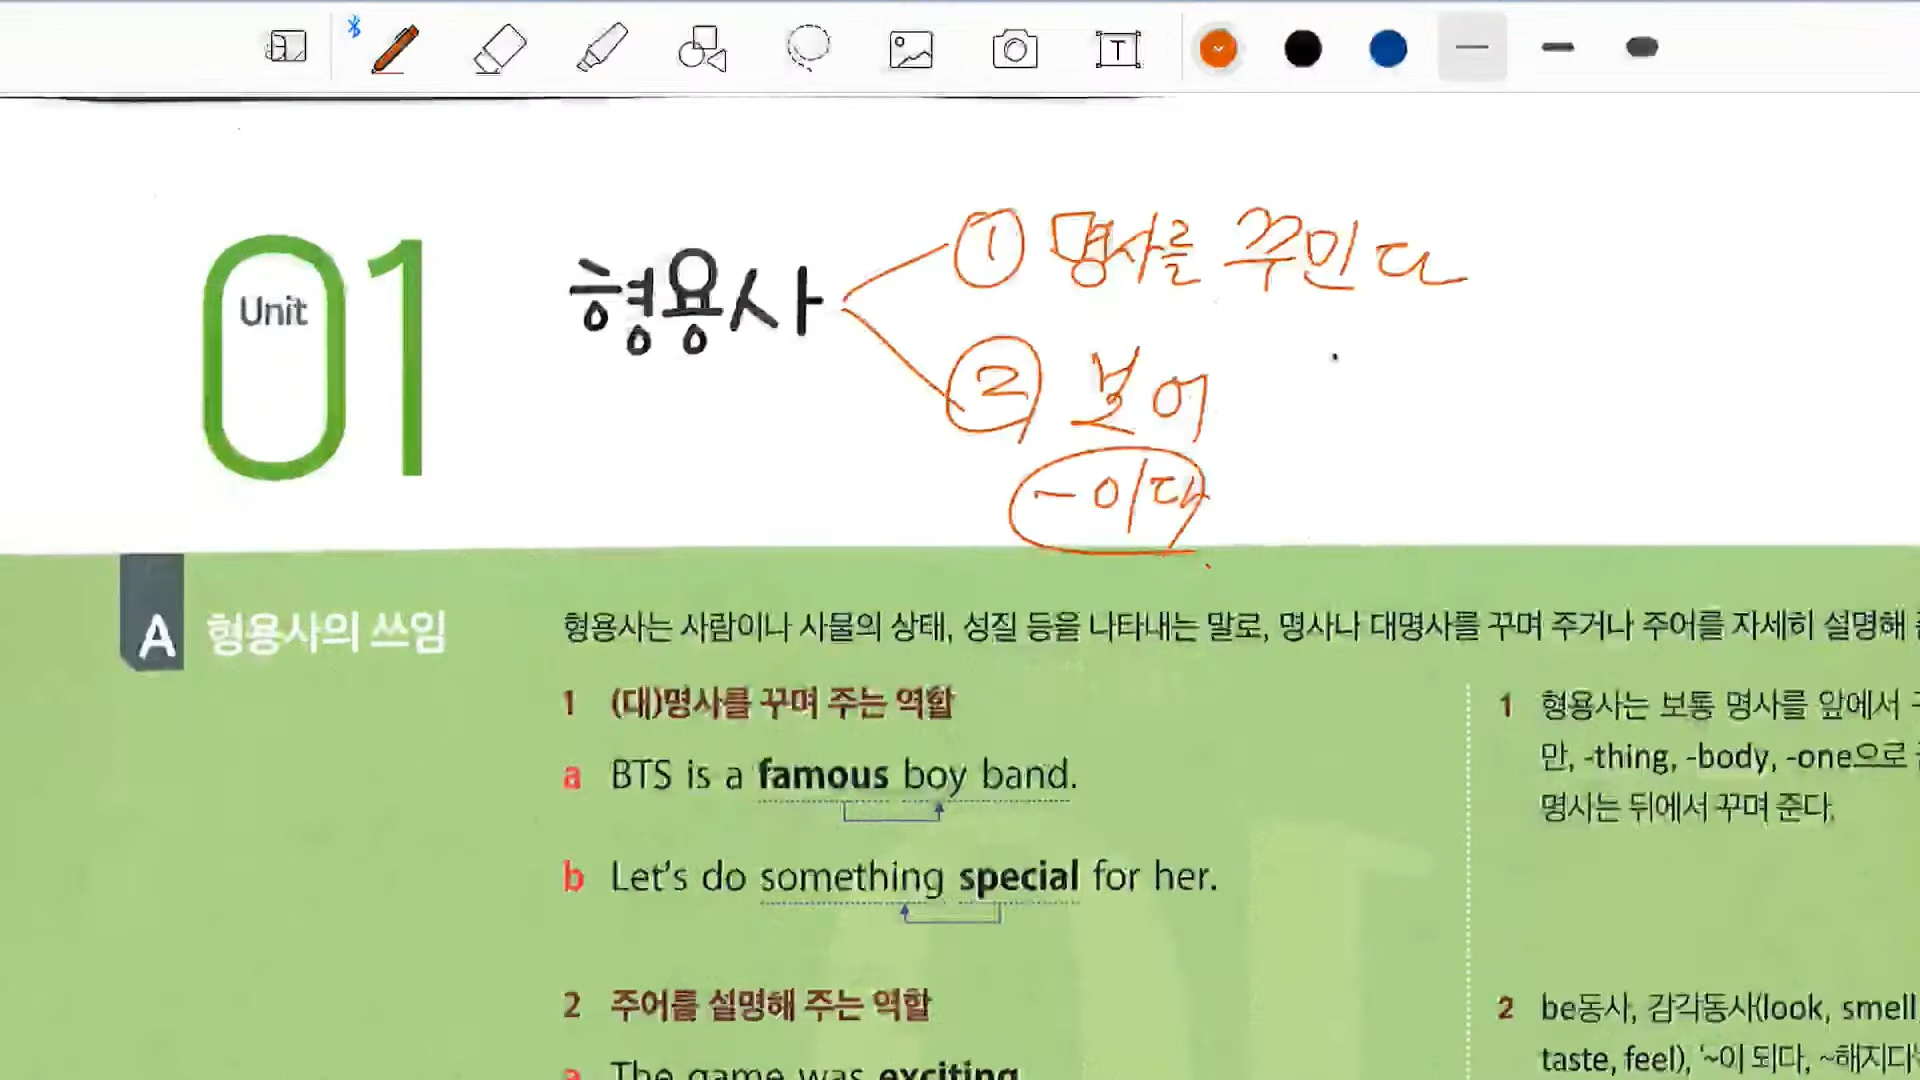 T
01
Unit
형용사
① 명사를 꾸민다
② 보어
~이다
A 형용사의 쓰임
형용사는 사람이나 사물의 상태, 성질 등을 나타내는 말로, 명사나 대명사를 꾸며 주거나 주어를 자세히 설명해
1 (대)명사를 꾸며 주는 역할
a BTS is a famous boy band.
b Let's do something special for her.
2 주어를 설명해 주는 역할
a The game was exciting
1 형용사는 보통 명사를 앞에서
만, -thing, -body, -one으로
명사는 뒤에서 꾸며 준다.
2 be동사, 감각동사(look, smell,
taste, feel), '~이 되다, ~해지다'